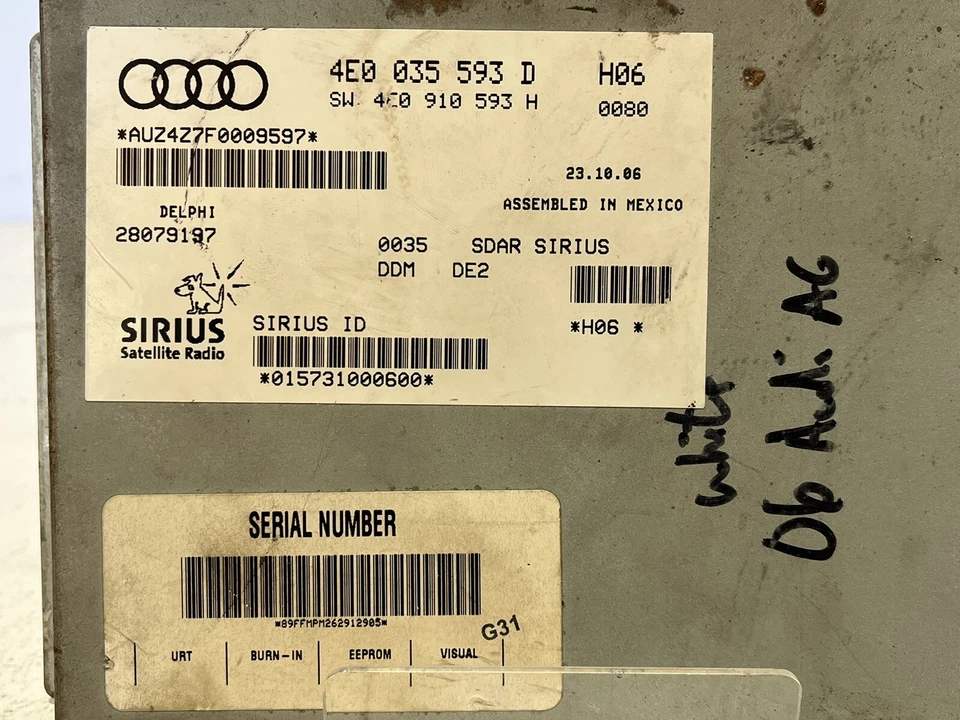 4E0 035 593 D H06
SW. 4E0 910 593 H 0080
*AUZ4Z7F0009597*
23.10.06
ASSEMBLED IN MEXICO
DELPHI
28079197
0035 SDAR SIRIUS
DDM DE2
SIRIUS
Satellite Radio
SIRIUS ID
*015731000600*
*H06 *
white
06 Audi A6
SERIAL NUMBER
*89FFMPM262912905*
G31
URT BURN-IN EEPROM VISUAL